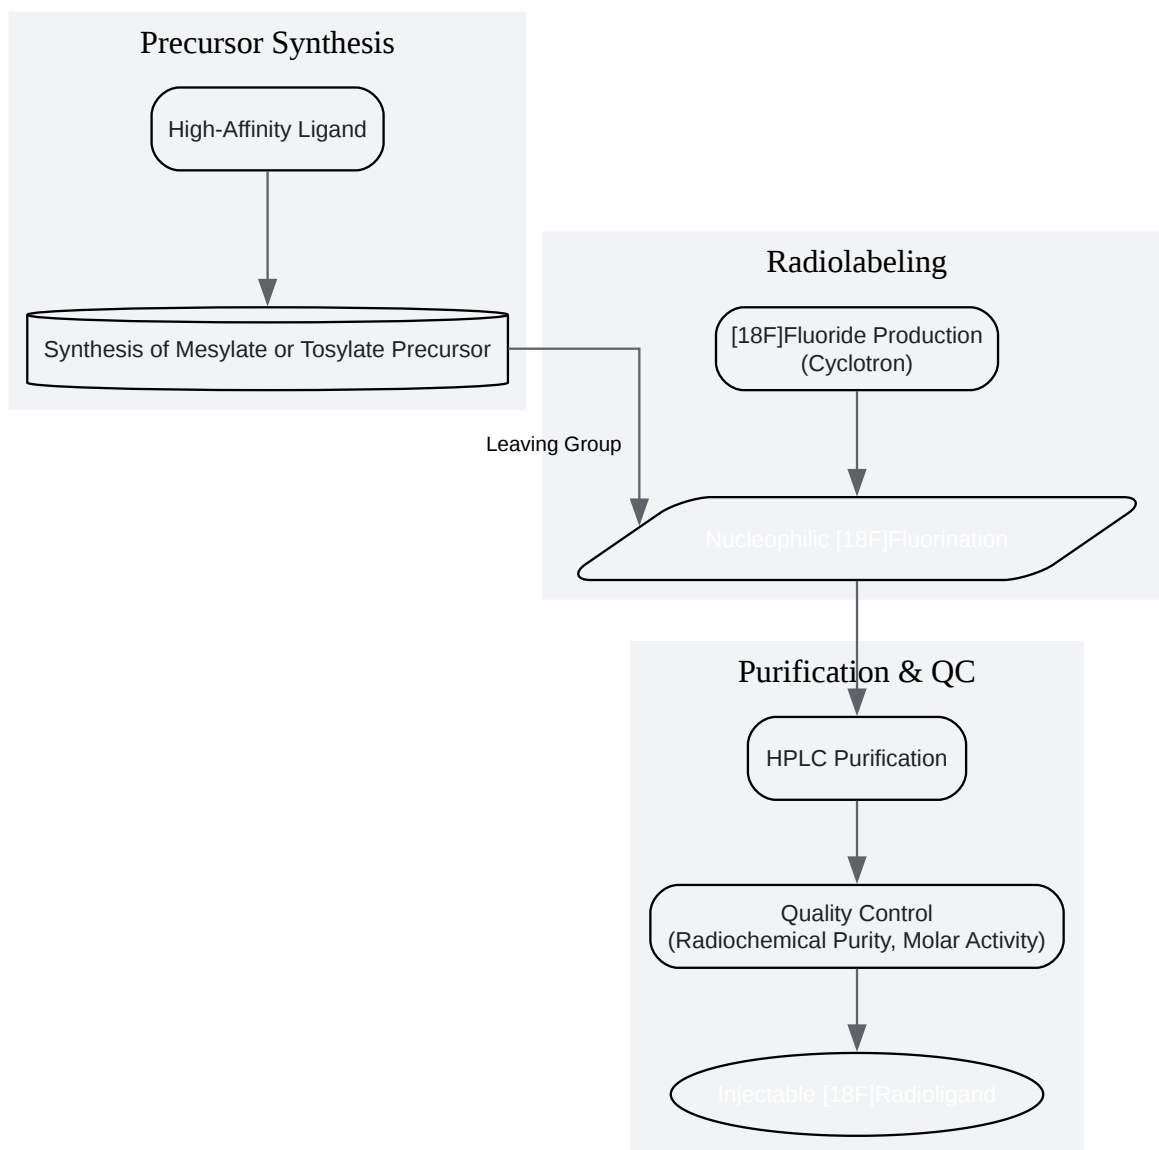 Precursor Synthesis
High-Affinity Ligand
Synthesis of Mesylate or Tosylate Precursor
Leaving Group
Radiolabeling
[18F]Fluoride Production
(Cyclotron)
Nucleophilic [18F]Fluorination
Purification & QC
HPLC Purification
Quality Control
(Radiochemical Purity, Molar Activity)
Injectable [18F]Radioligand